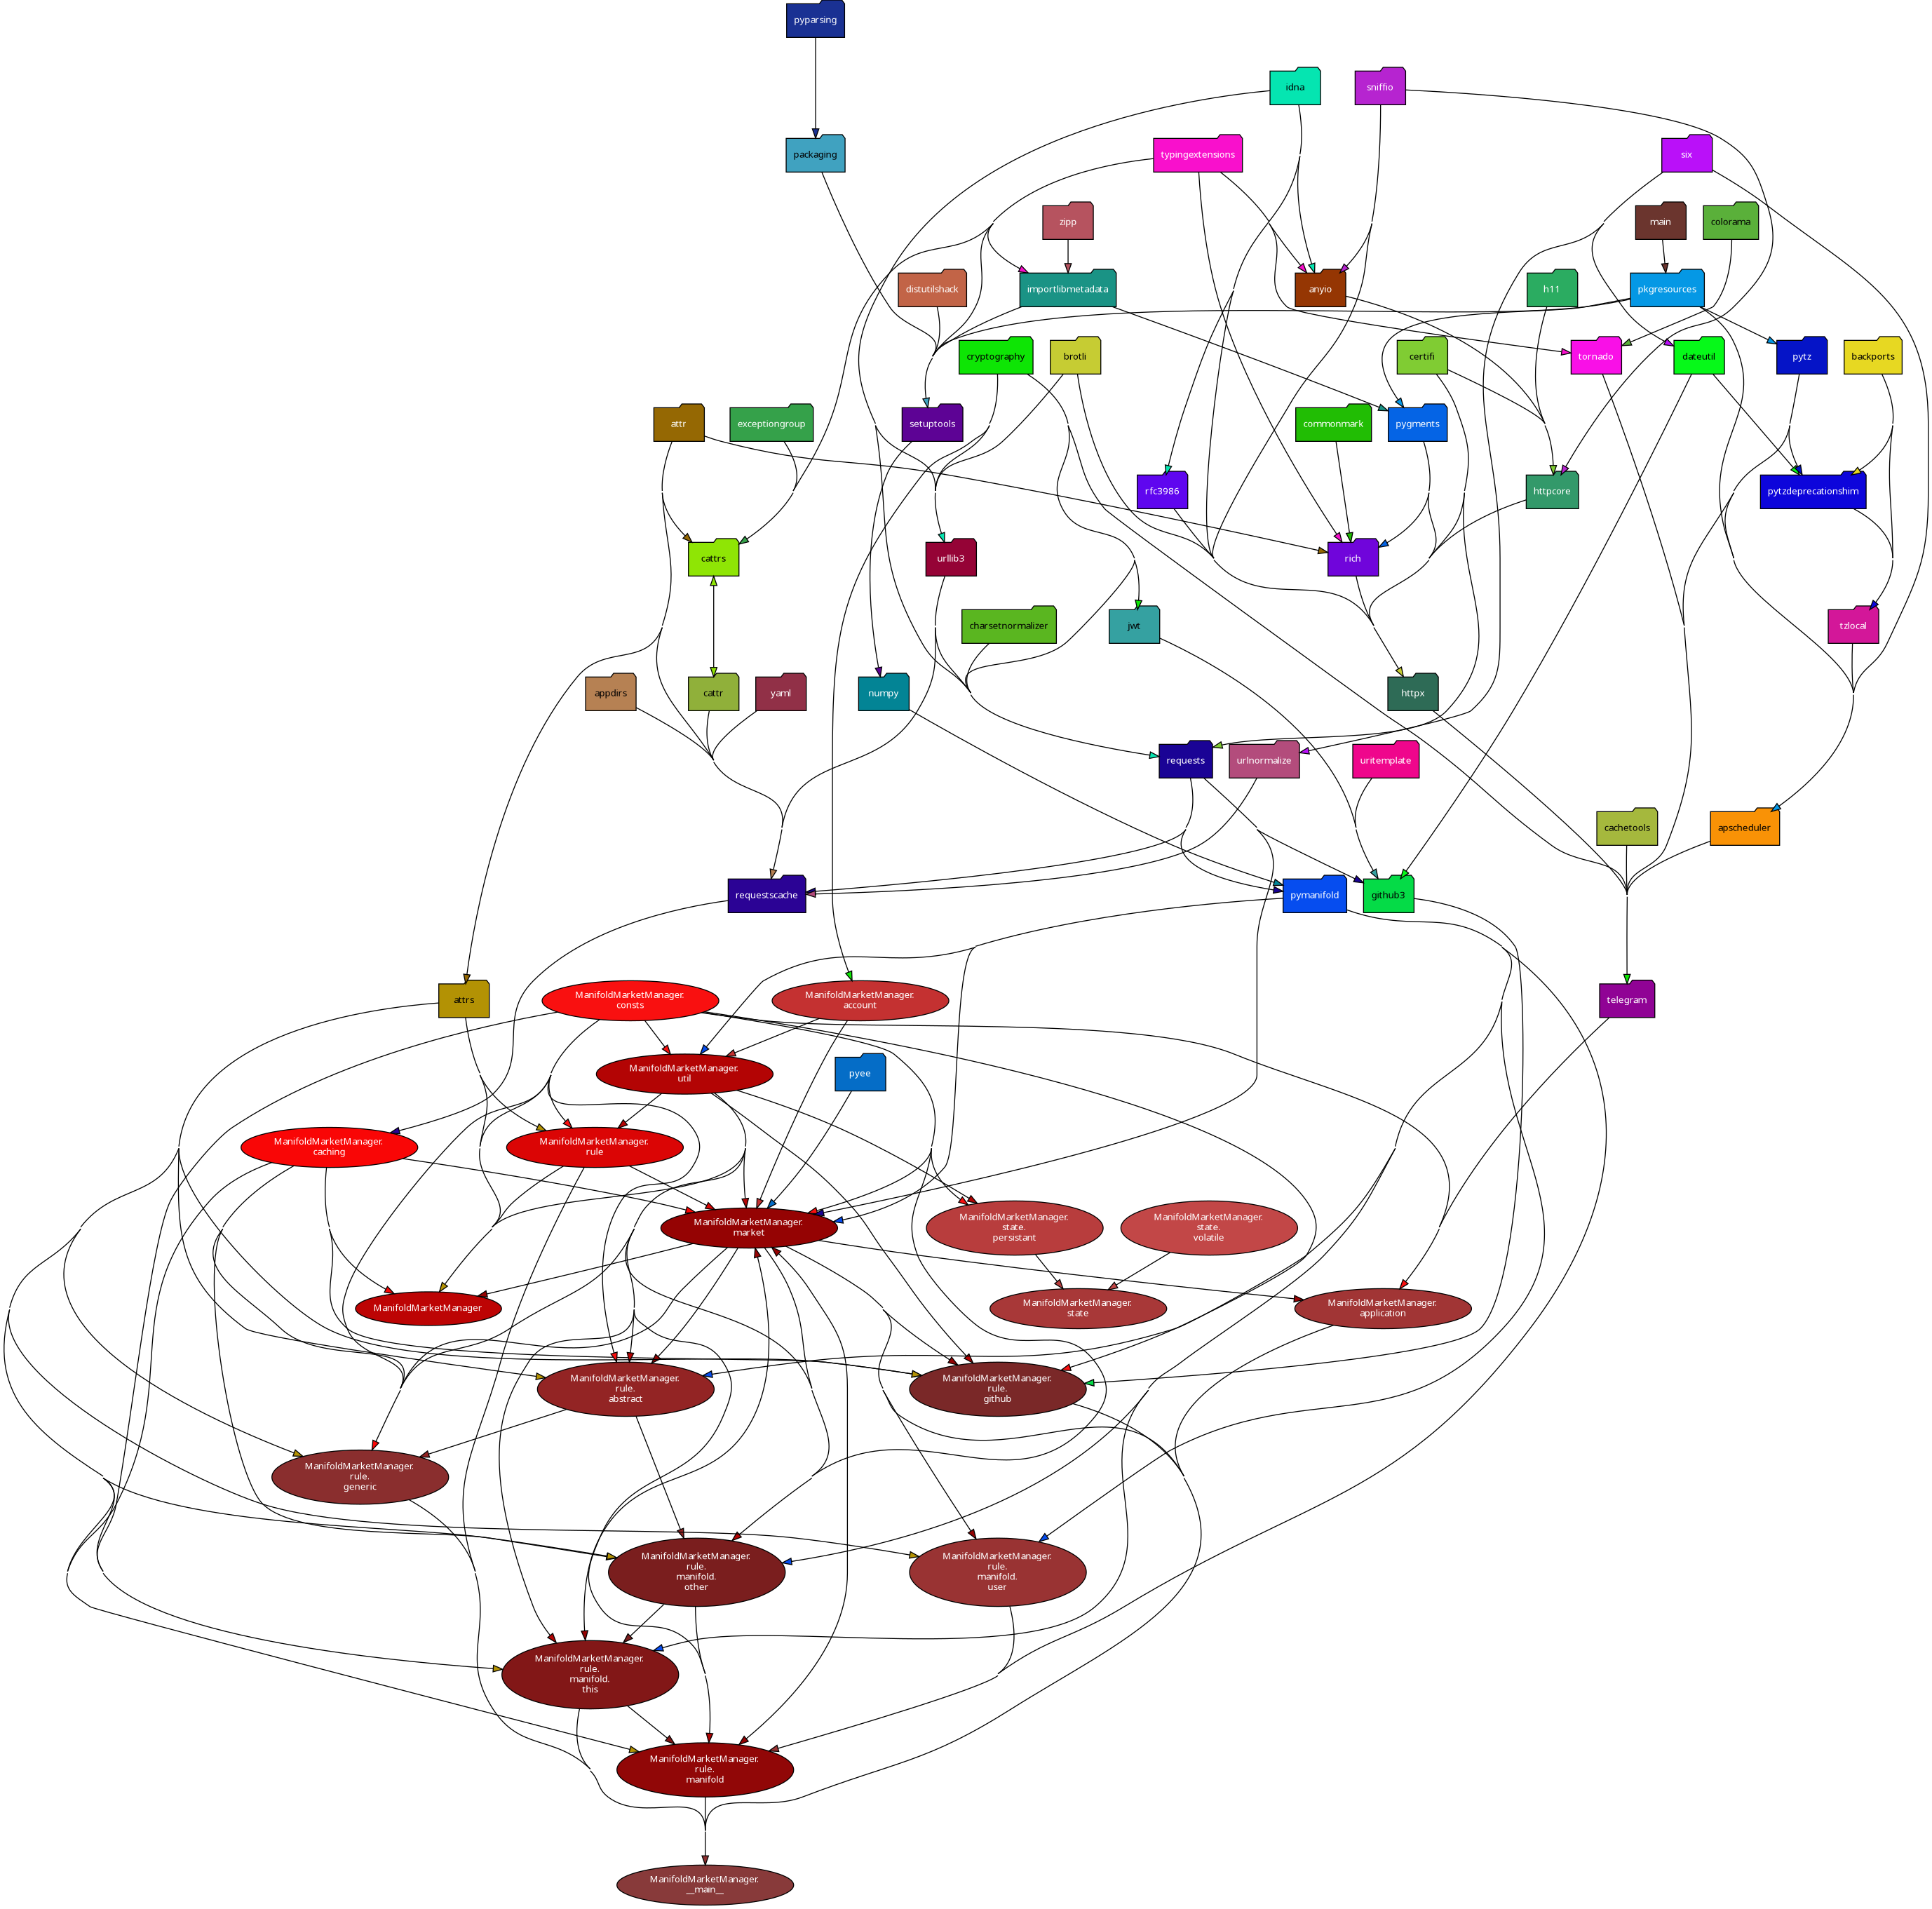 pyparsing
idna
sniffio
packaging
typingextensions
six
zipp
main
colorama
distutilshack
importlibmetadata
anyio
h11
pkgresources
cryptography
brotli
certifi
tornado
dateutil
pytz
backports
attr
exceptiongroup
setuptools
commonmark
pygments
rfc3986
httpcore
pytzdeprecationshim
cattrs
urllib3
rich
charsetnormalizer
jwt
tzlocal
appdirs
cattr
yaml
numpy
httpx
requests
urlnormalize
uritemplate
cachetools
apscheduler
requestscache
pymanifold
github3
attrs
ManifoldMarketManager.
consts
ManifoldMarketManager.
account
telegram
ManifoldMarketManager.
util
pyee
ManifoldMarketManager.
caching
ManifoldMarketManager.
rule
ManifoldMarketManager.
market
ManifoldMarketManager.
state.
persistant
ManifoldMarketManager.
state.
volatile
ManifoldMarketManager
ManifoldMarketManager.
state
ManifoldMarketManager.
application
ManifoldMarketManager.
rule.
abstract
ManifoldMarketManager.
rule.
github
ManifoldMarketManager.
rule.
generic
ManifoldMarketManager.
rule.
manifold.
other
ManifoldMarketManager.
rule.
manifold.
user
ManifoldMarketManager.
rule.
manifold.
this
ManifoldMarketManager.
rule.
manifold
ManifoldMarketManager.
__main__